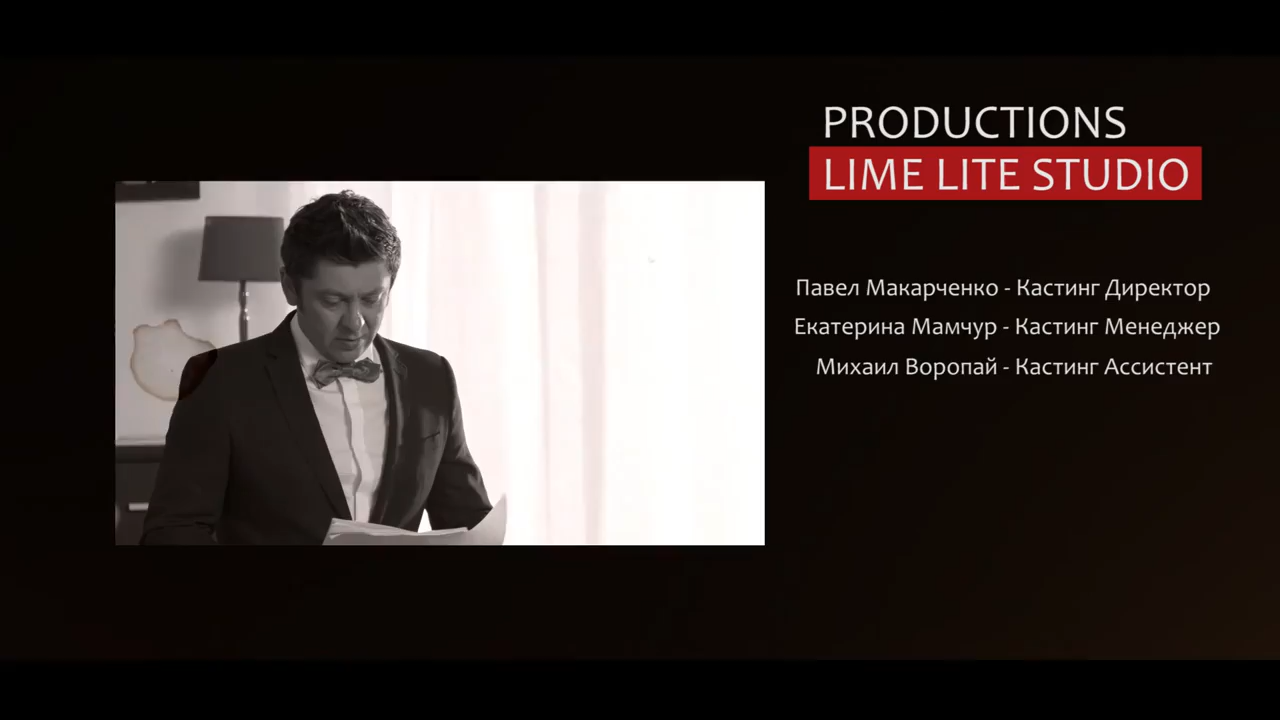 PRODUCTIONS
LIME LITE STUDIO
Павел Макарченко - Кастинг Директор
Екатерина Мамчур - Кастинг Менеджер
Михаил Воропай - Кастинг Ассистент